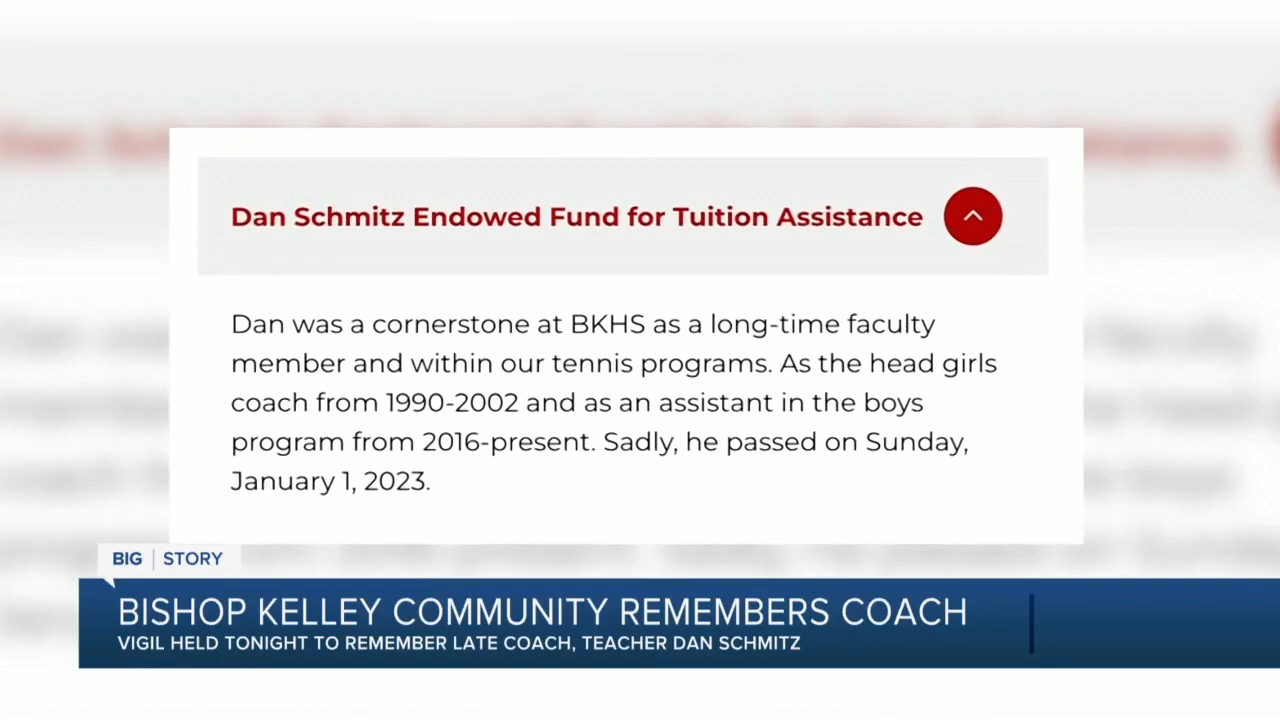 Dan Schmitz Endowed Fund for Tuition Assistance
Dan was a cornerstone at BKHS as a long-time faculty
member and within our tennis programs. As the head girls
coach from 1990-2002 and as an assistant in the boys
program from 2016-present. Sadly, he passed on Sunday,
January 1, 2023.
BIG STORY
BISHOP KELLEY COMMUNITY REMEMBERS COACH
VIGIL HELD TONIGHT TO REMEMBER LATE COACH, TEACHER DAN SCHMITZ